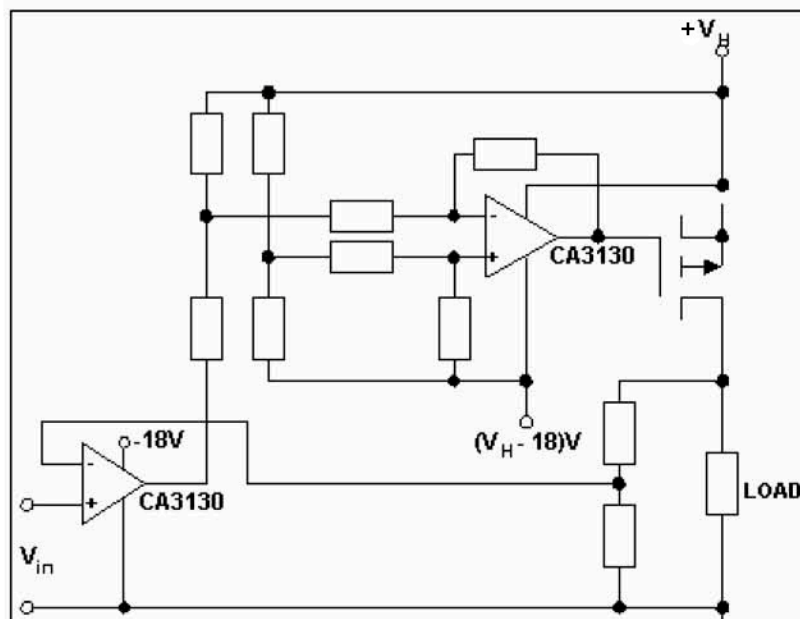 +V_H
CA3130
(V_H - 18)V
-18V
CA3130
LOAD
V_in